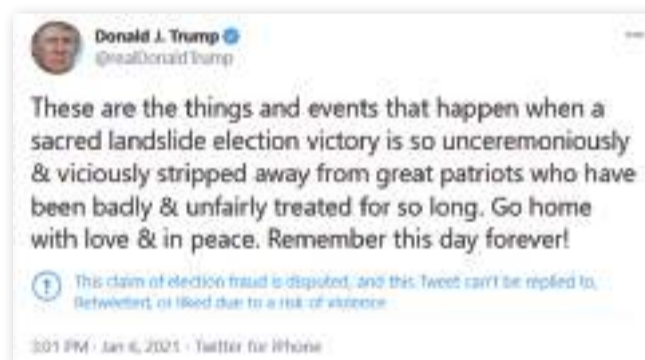 Donald J. Trump
@realDonaldTrump
These are the things and events that happen when a
sacred landslide election victory is so unceremoniously
& viciously stripped away from great patriots who have
been badly & unfairly treated for so long. Go home
with love & in peace. Remember this day forever!
This claim of election fraud is disputed, and this Tweet can't be replied to,
Retweeted, or liked due to a risk of violence
3:01 PM · Jan 6, 2021 · Twitter for iPhone